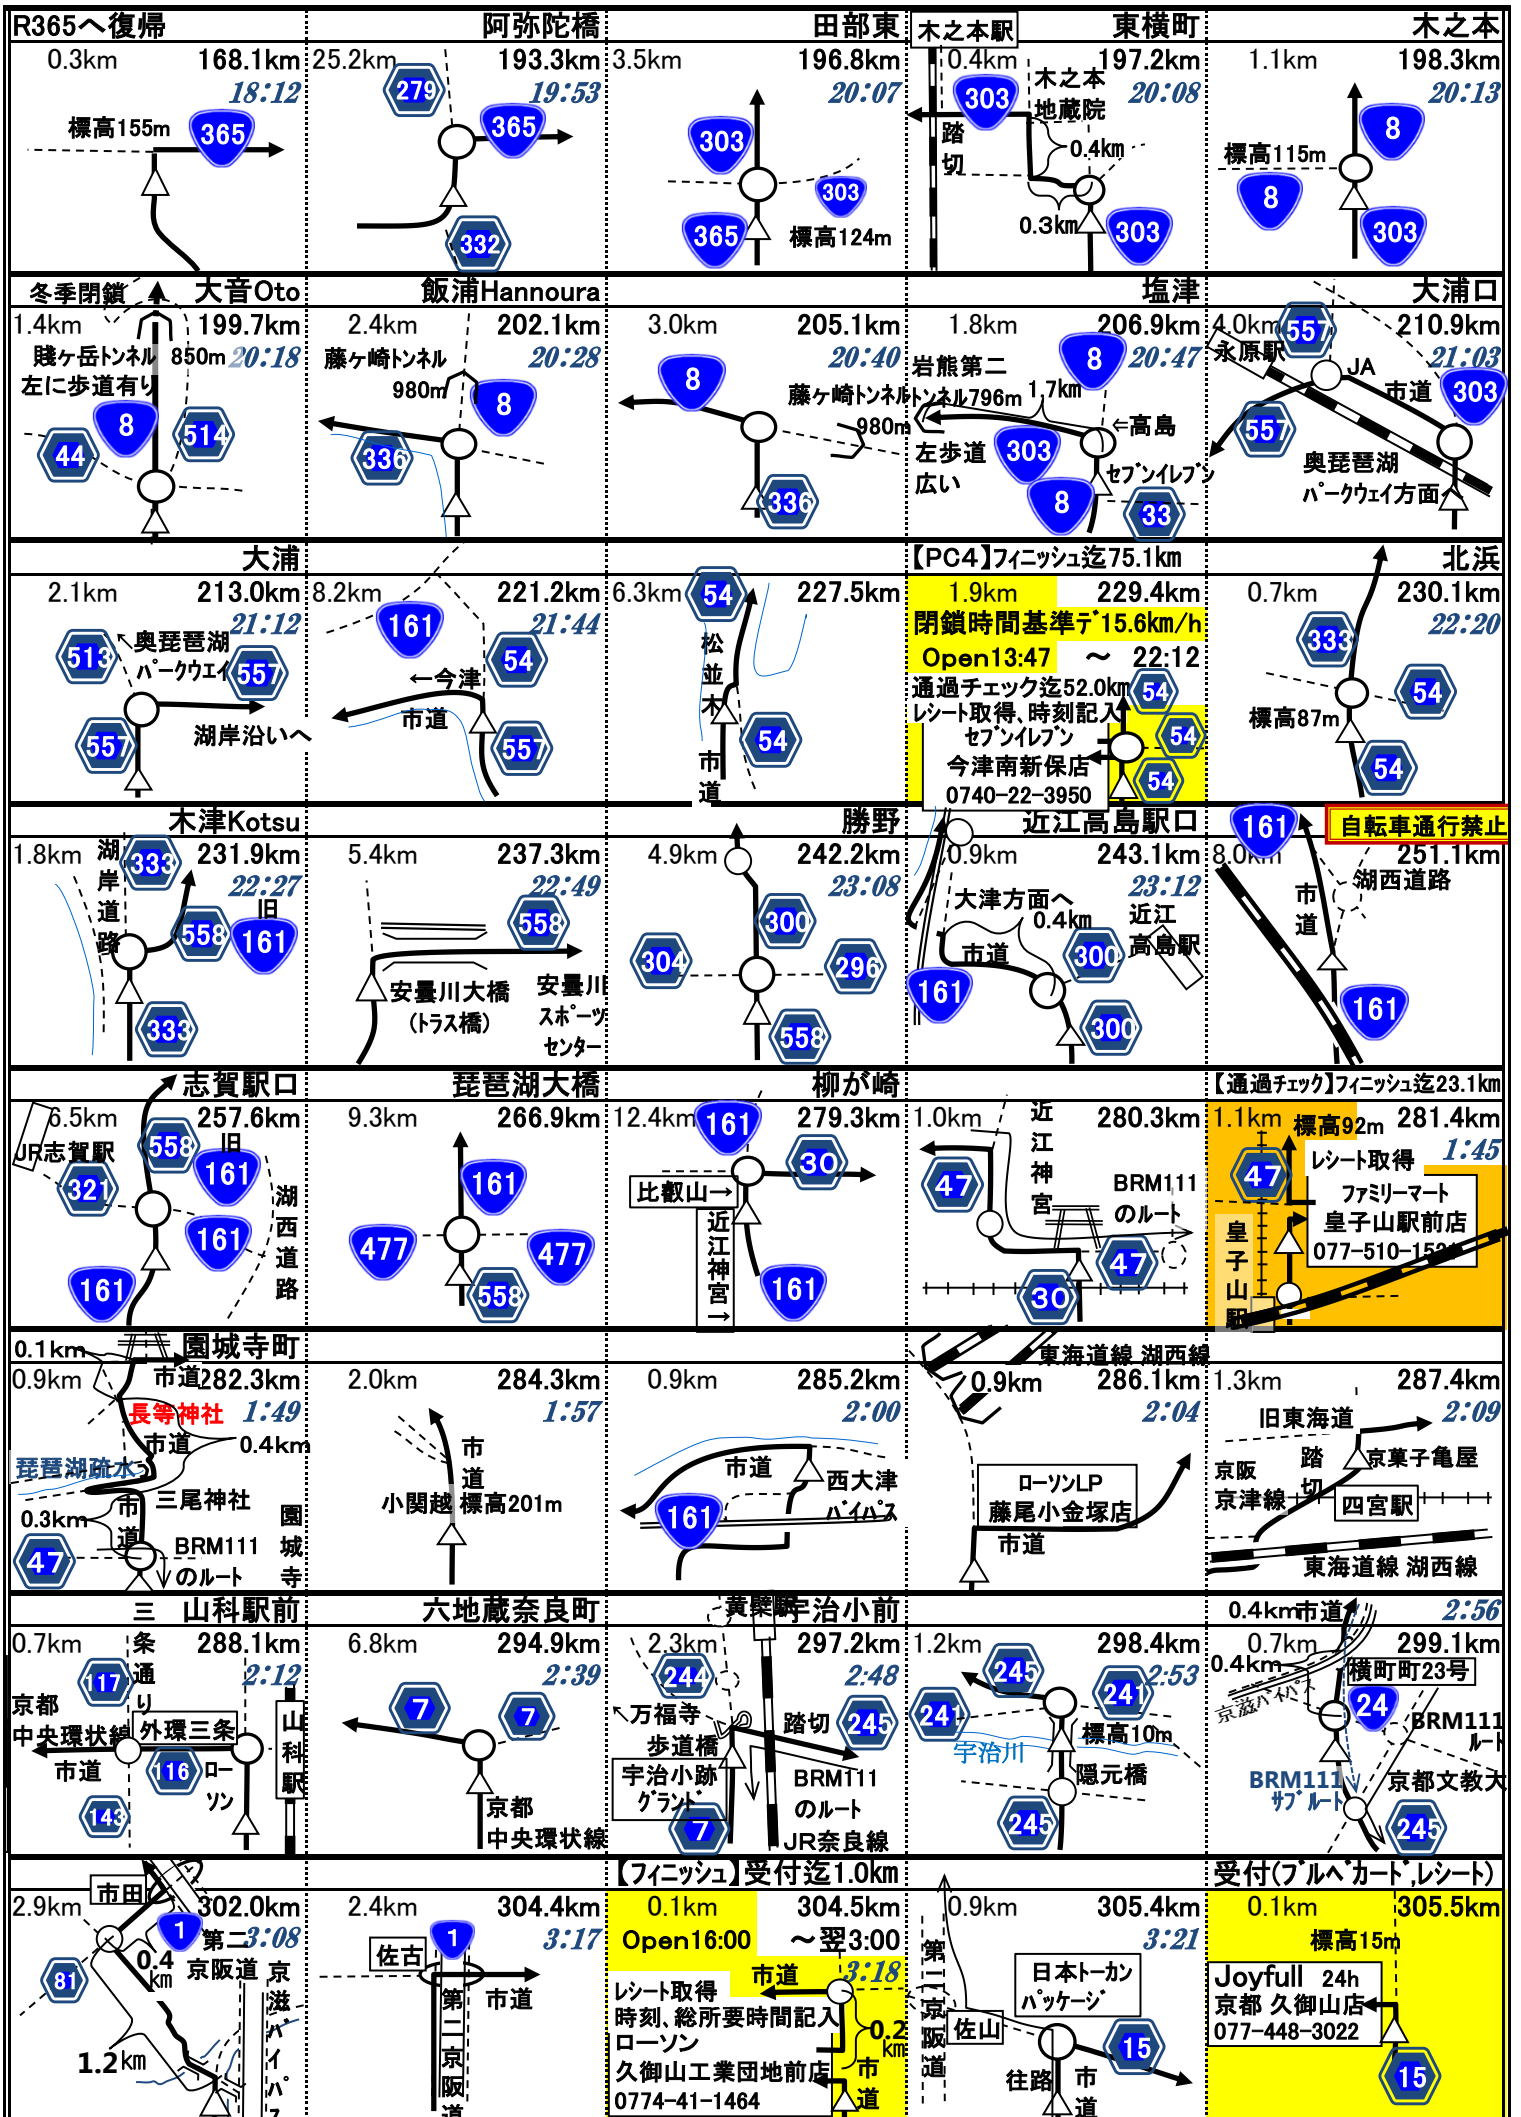 R365へ復帰
0.3km 168.1km
18:12
標高155m
365
阿弥陀橋
25.2km 193.3km
19:53
279
365
332
田部東
3.5km 196.8km
20:07
303
303
365
標高124m
木之本駅 東横町
0.4km 197.2km
20:08
303
木之本
地蔵院
踏切
0.4km
0.3km
303
木之本
1.1km 198.3km
20:13
8
標高115m
8
303
冬季閉鎖 大音Oto
1.4km 199.7km
20:18
賤ヶ岳トンネル 850m
左に歩道有り
8
514
44
飯浦Hannoura
2.4km 202.1km
20:28
藤ヶ崎トンネル
980m
8
336
3.0km 205.1km
20:40
8
藤ヶ崎トンネル
980m
336
塩津
1.8km 206.9km
20:47
8
岩熊第二
トンネル796m
1.7km
⇐高島
303
左歩道
広い
セブンイレブン
8
33
大浦口
4.0km 210.9km
21:03
557
永原駅
JA
市道
303
557
奥琵琶湖
パークウェイ方面へ
大浦
2.1km 213.0km
21:12
奥琵琶湖
パークウエイ
513
557
湖岸沿いへ
557
8.2km 221.2km
21:44
161
54
←今津
市道
557
6.3km 227.5km
54
松並木
54
市道
【PC4】フィニッシュ迄75.1km
1.9km 229.4km
閉鎖時間基準デ15.6km/h
Open13:47 ～ 22:12
通過チェック迄52.0km
レシート取得、時刻記入
セブンイレブン
今津南新保店
0740-22-3950
54
54
54
北浜
0.7km 230.1km
22:20
333
54
標高87m
54
木津Kotsu
1.8km 231.9km
22:27
湖岸道路
333
旧
558
161
333
5.4km 237.3km
22:49
558
安曇川大橋
(トラス橋)
安曇川
スポーツ
センター
勝野
4.9km 242.2km
23:08
300
304
296
558
近江高島駅口
0.9km 243.1km
23:12
大津方面へ
0.4km
近江
高島駅
市道
300
161
300
161
自転車通行禁止
8.0km 251.1km
湖西道路
市道
161
志賀駅口
6.5km 257.6km
JR志賀駅
558
旧
161
321
161
湖西道路
161
琵琶湖大橋
9.3km 266.9km
161
477
477
558
柳が崎
12.4km 279.3km
161
30
比叡山→
近江神宮→
161
1.0km 280.3km
近江神宮
47
BRM111
のルート
47
30
【通過チェック】フィニッシュ迄23.1km
1.1km 281.4km
標高92m
1:45
47
レシート取得
ファミリーマート
皇子山駅前店
皇子山駅
園城寺町
0.1km
市道
0.9km 282.3km
1:49
長等神社
市道
0.4km
琵琶湖疏水
三尾神社
市道
0.3km
園城寺
47
BRM111
のルート
2.0km 284.3km
1:57
市道
小関越 標高201m
0.9km 285.2km
2:00
市道
西大津
バイパス
161
東海道線 湖西線
0.9km 286.1km
2:04
ローソンLP
藤尾小金塚店
市道
1.3km 287.4km
2:09
旧東海道
踏切
京菓子亀屋
京阪
京津線
四宮駅
東海道線 湖西線
山科駅前
0.7km 288.1km
2:12
三条通り
117
京都
中央環状線
外環三条
山科駅
市道
116
ローソン
143
六地蔵奈良町
6.8km 294.9km
2:39
7
7
京都
中央環状線
黄檗駅 宇治小前
2.3km 297.2km
2:48
244
←万福寺
歩道橋
踏切
245
宇治小跡
グランド
BRM111
のルート
7
JR奈良線
1.2km 298.4km
2:53
245
241
241
標高10m
宇治川
隠元橋
245
0.4km市道
2:56
0.7km 299.1km
0.4km
横町町23号
京滋バイパス
24
BRM111
ルート
BRM111
サブルート
京都文教大
245
市田
2.9km 302.0km
3:08
1
第二
京阪道
0.4
km
81
京滋バイパス
1.2km
2.4km 304.4km
3:17
1
佐古
市道
第二京阪道
【フィニッシュ】受付迄1.0km
0.1km 304.5km
Open16:00 ～翌3:00
3:18
市道
レシート取得
時刻、総所要時間記入
ローソン
久御山工業団地前店
0774-41-1464
0.2
km
市道
0.9km 305.4km
3:21
第二京阪道
日本トーカン
パッケージ
佐山
15
往路
市道
受付(ブルベカード,レシート)
0.1km 305.5km
標高15m
Joyfull 24h
京都 久御山店
077-448-3022
15